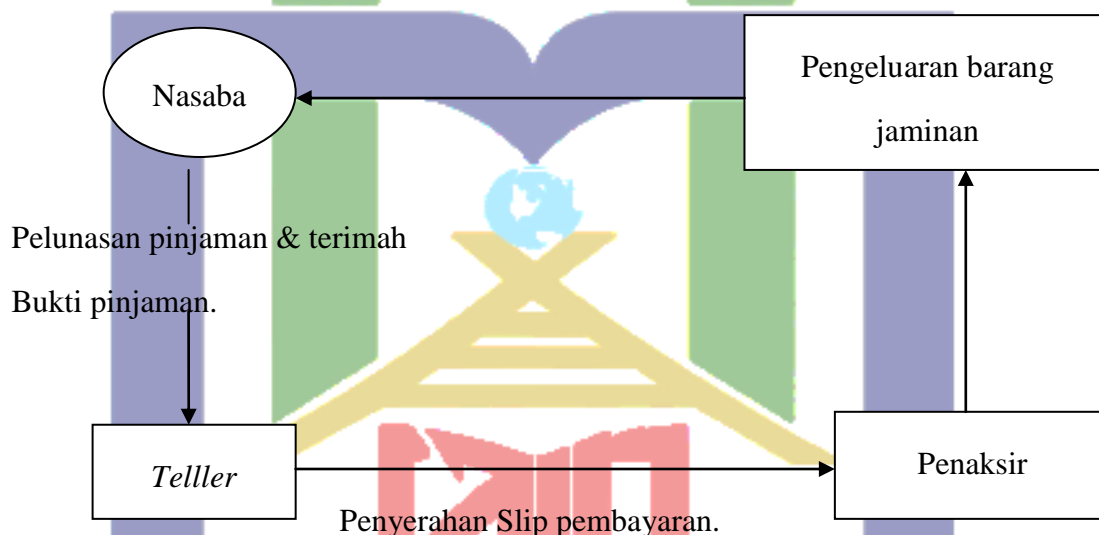 Nasaba
Pengeluaran barang
jaminan
Pelunasan pinjaman & terimah
Bukti pinjaman.
Telller
Penaksir
Penyerahan Slip pembayaran.